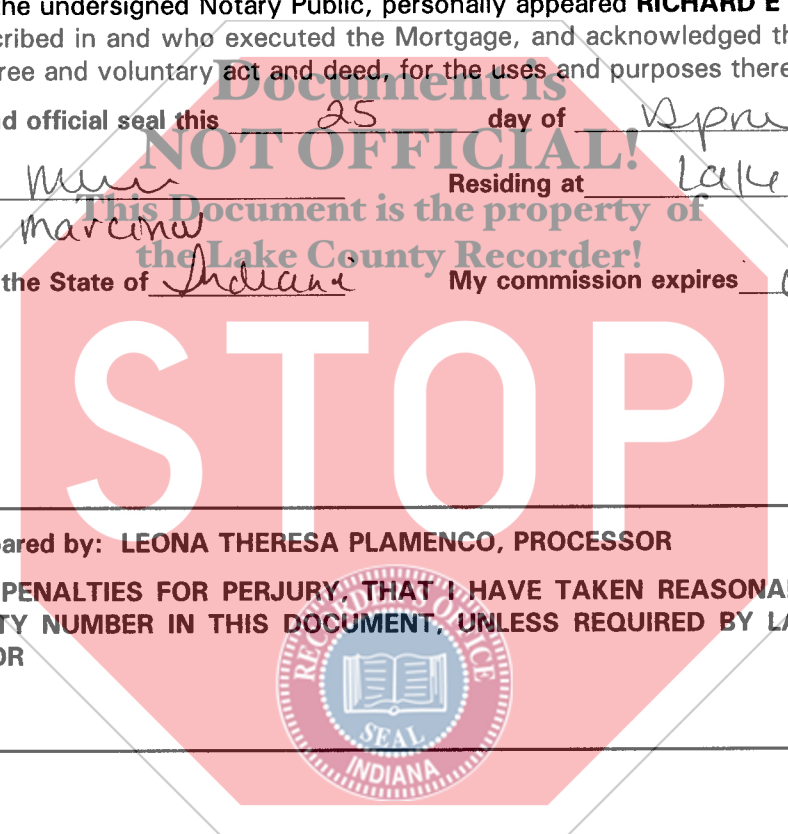 the undersigned Notary Public, personally appeared RICHARD E
cribed in and who executed the Mortgage, and acknowledged th
ree and voluntary act and deed, for the uses and purposes there
Document is
d official seal this 25 day of
NOT OFFICIAL!
Residing at Lake
This Document is the property of
the Lake County Recorder!
the State of Indiana My commission expires
STOP
ared by: LEONA THERESA PLAMENCO, PROCESSOR
PENALTIES FOR PERJURY, THAT I HAVE TAKEN REASONA
TY NUMBER IN THIS DOCUMENT, UNLESS REQUIRED BY LA
OR
RECORDER'S OFFICE
SEAL
INDIANA